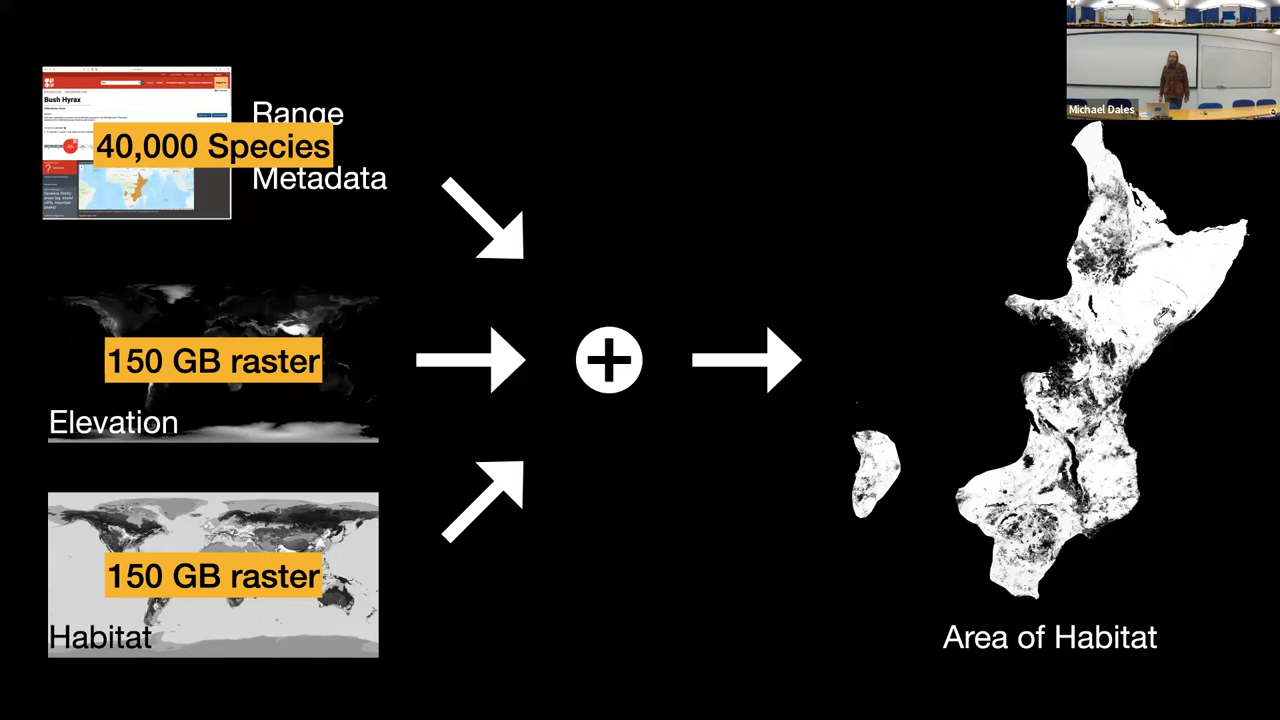 Michael Dales
Bush Hyrax
Range
40,000 Species
Metadata
150 GB raster
Elevation
150 GB raster
Habitat
Area of Habitat